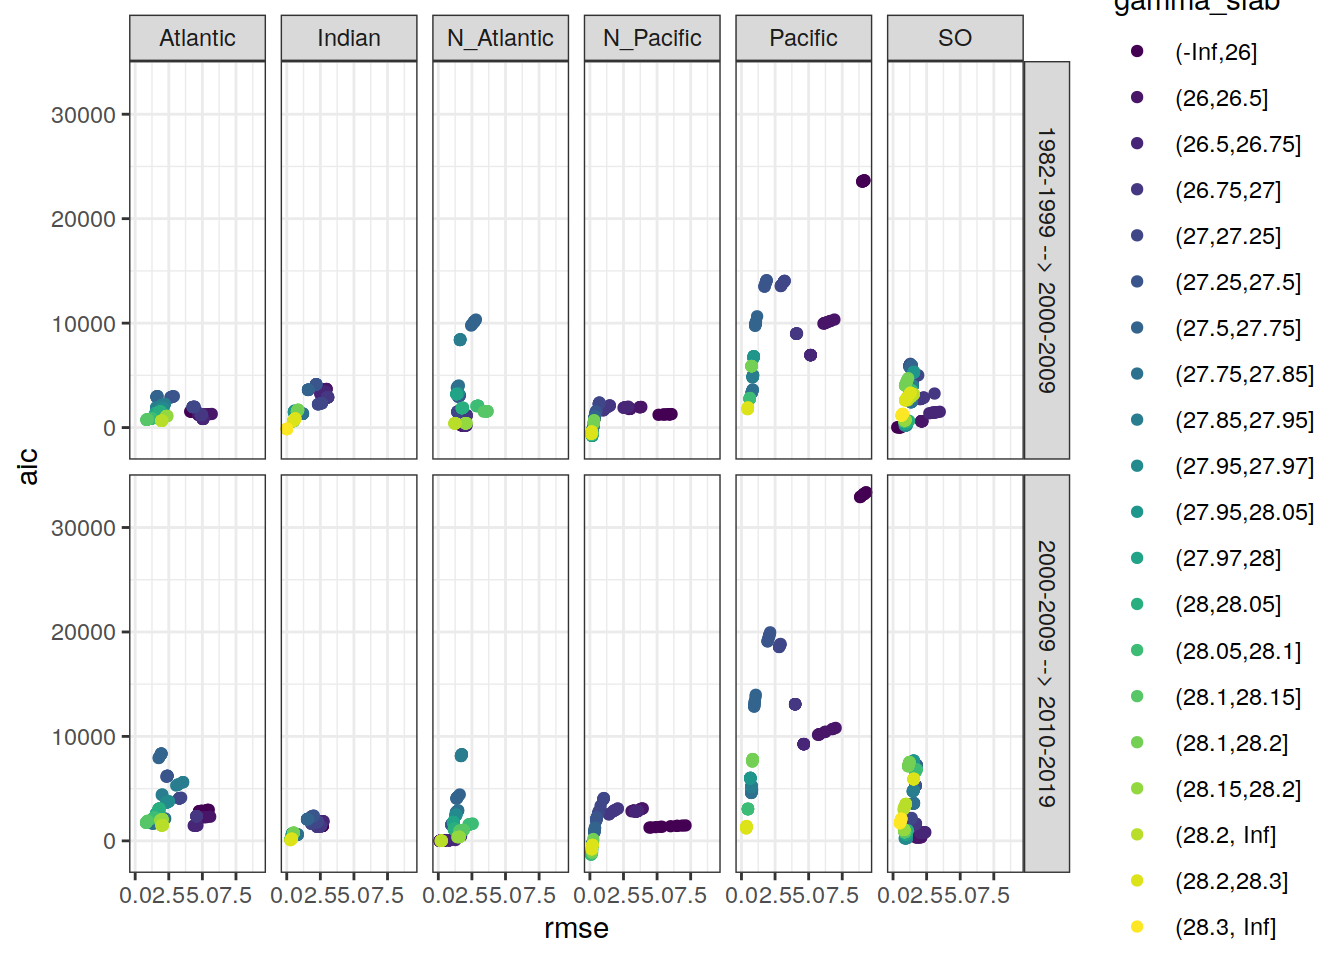 gamma_slab
Atlantic
Indian
N_Atlantic
N_Pacific
Pacific
SO
30000
20000
10000
0
1982-1999 --> 2000-2009
30000
20000
10000
0
2000-2009 --> 2010-2019
0.02.55.07.5
0.02.55.07.5
0.02.55.07.5
0.02.55.07.5
0.02.55.07.5
0.02.55.07.5
rmse
aic
(-Inf,26]
(26,26.5]
(26.5,26.75]
(26.75,27]
(27,27.25]
(27.25,27.5]
(27.5,27.75]
(27.75,27.85]
(27.85,27.95]
(27.95,27.97]
(27.95,28.05]
(27.97,28]
(28,28.05]
(28.05,28.1]
(28.1,28.15]
(28.1,28.2]
(28.15,28.2]
(28.2, Inf]
(28.2,28.3]
(28.3, Inf]